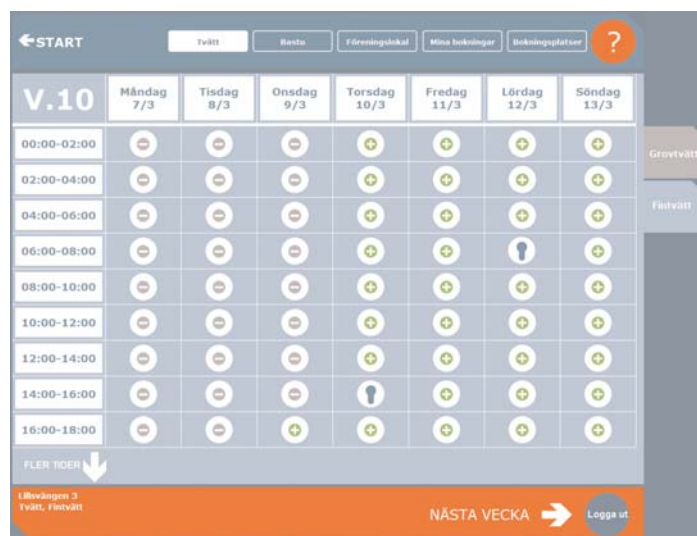 START
Tvätt
Bastu
Föreningslokal
Mina bokningar
Bokningsplatser
?
V.10
Måndag
7/3
Tisdag
8/3
Onsdag
9/3
Torsdag
10/3
Fredag
11/3
Lördag
12/3
Söndag
13/3
00:00-02:00
02:00-04:00
04:00-06:00
06:00-08:00
08:00-10:00
10:00-12:00
12:00-14:00
14:00-16:00
16:00-18:00
Grovtvätt
Fintvätt
FLER TIDER
Lillsvängen 3
Tvätt, Fintvätt
NÄSTA VECKA
Logga ut